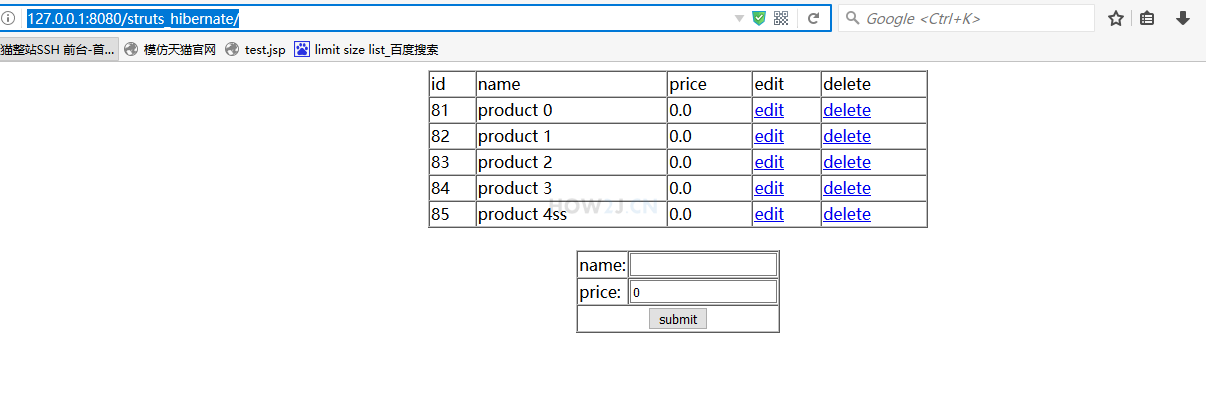 127.0.0.1:8080/struts_hibernate/ Google <Ctrl+K>
猫整站SSH 前台-首... 模仿天猫官网 test.jsp limit size list_百度搜索
id name price edit delete
81 product 0 0.0 edit delete
82 product 1 0.0 edit delete
83 product 2 0.0 edit delete
84 product 3 0.0 edit delete
HOW2J.CN
85 product 4ss 0.0 edit delete
name:
price: 0
submit